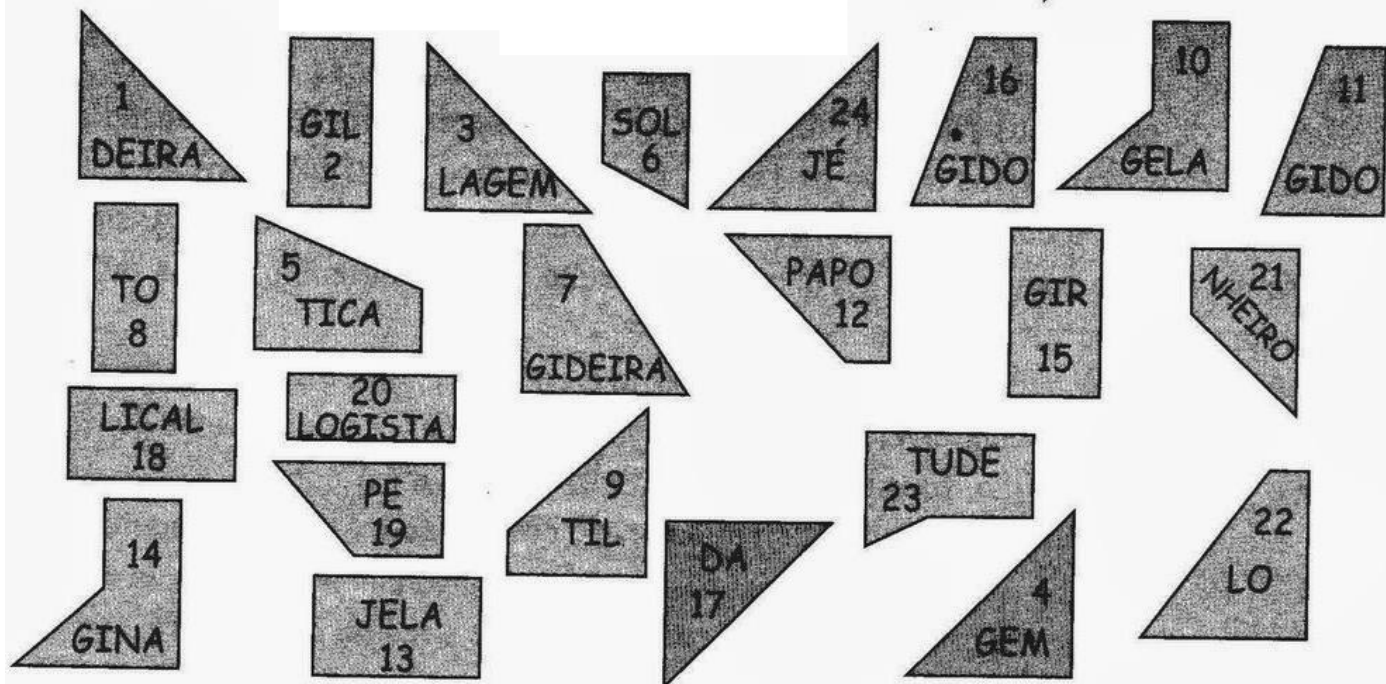 1
DEIRA
GIL
2
3
LAGEM
SOL
6
24
JÉ
16
GIDO
10
GELA
11
GIDO
TO
8
5
TICA
7
GIDEIRA
PAPO
12
GIR
15
21
NHEIRO
LICAL
18
20
LOGISTA
PE
19
9
TIL
TUDE
23
14
GINA
JELA
13
DA
17
4
GEM
22
LO